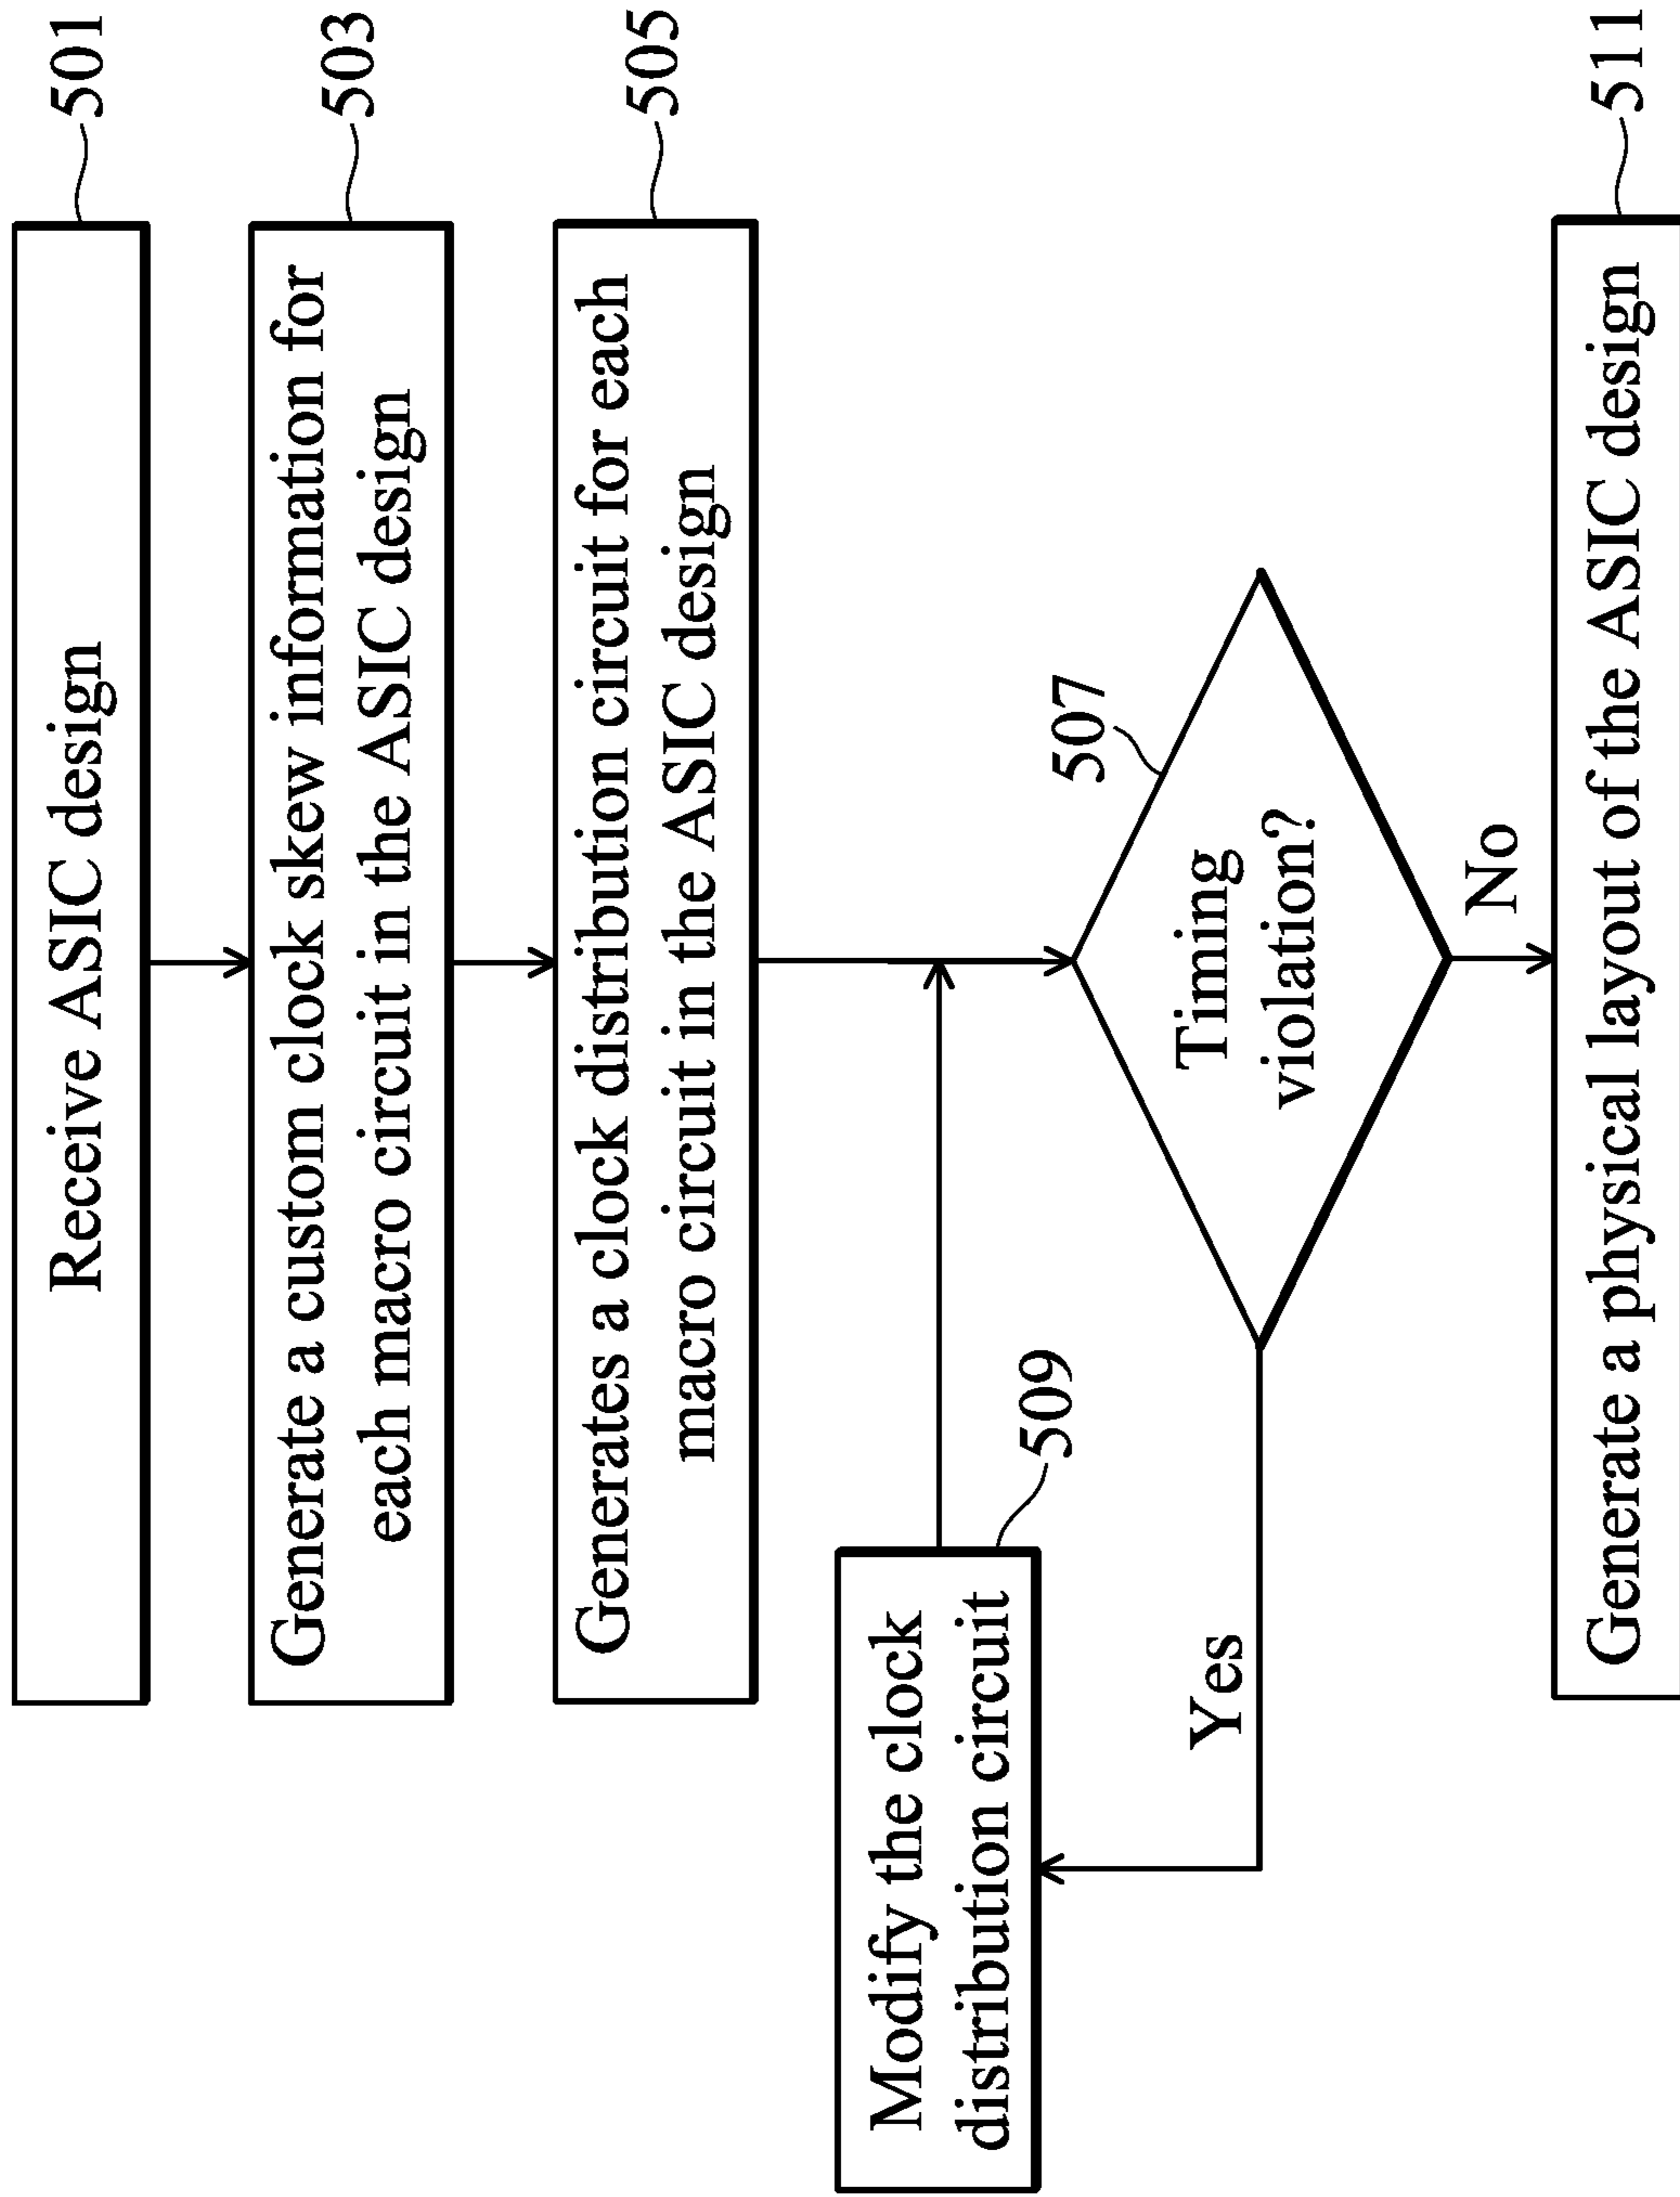 Receive ASIC design
501
Generate a custom clock skew information for
each macro circuit in the ASIC design
503
Generates a clock distribution circuit for each
macro circuit in the ASIC design
505
Modify the clock
distribution circuit
509
Timing
violation?
507
Yes
No
Generate a physical layout of the ASIC design
511